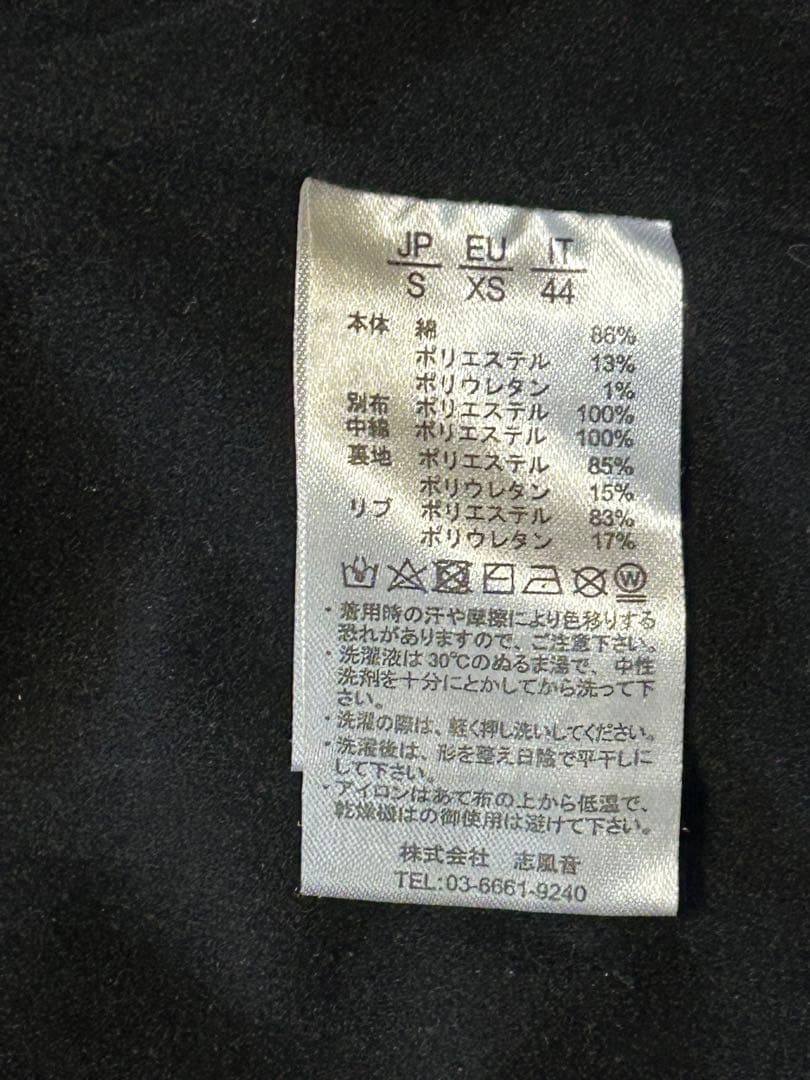 JP EU IT
S XS 44
本体 綿 86%
ポリエステル 13%
ポリウレタン 1%
別布 ポリエステル 100%
中綿 ポリエステル 100%
裏地 ポリエステル 85%
ポリウレタン 15%
リブ ポリエステル 83%
ポリウレタン 17%
W
・着用時の汗や摩擦により色移りする
恐れがありますので、ご注意下さい。
・洗濯液は30℃のぬるま湯で、中性
洗剤を十分にとかしてから洗って下
さい。
・洗濯の際は、軽く押し洗いしてください。
・洗濯後は、形を整え日陰で平干しに
して下さい。
・アイロンはあて布の上から低温で、
乾燥機はの御使用は避けて下さい。
株式会社 志風音
TEL:03-6661-9240